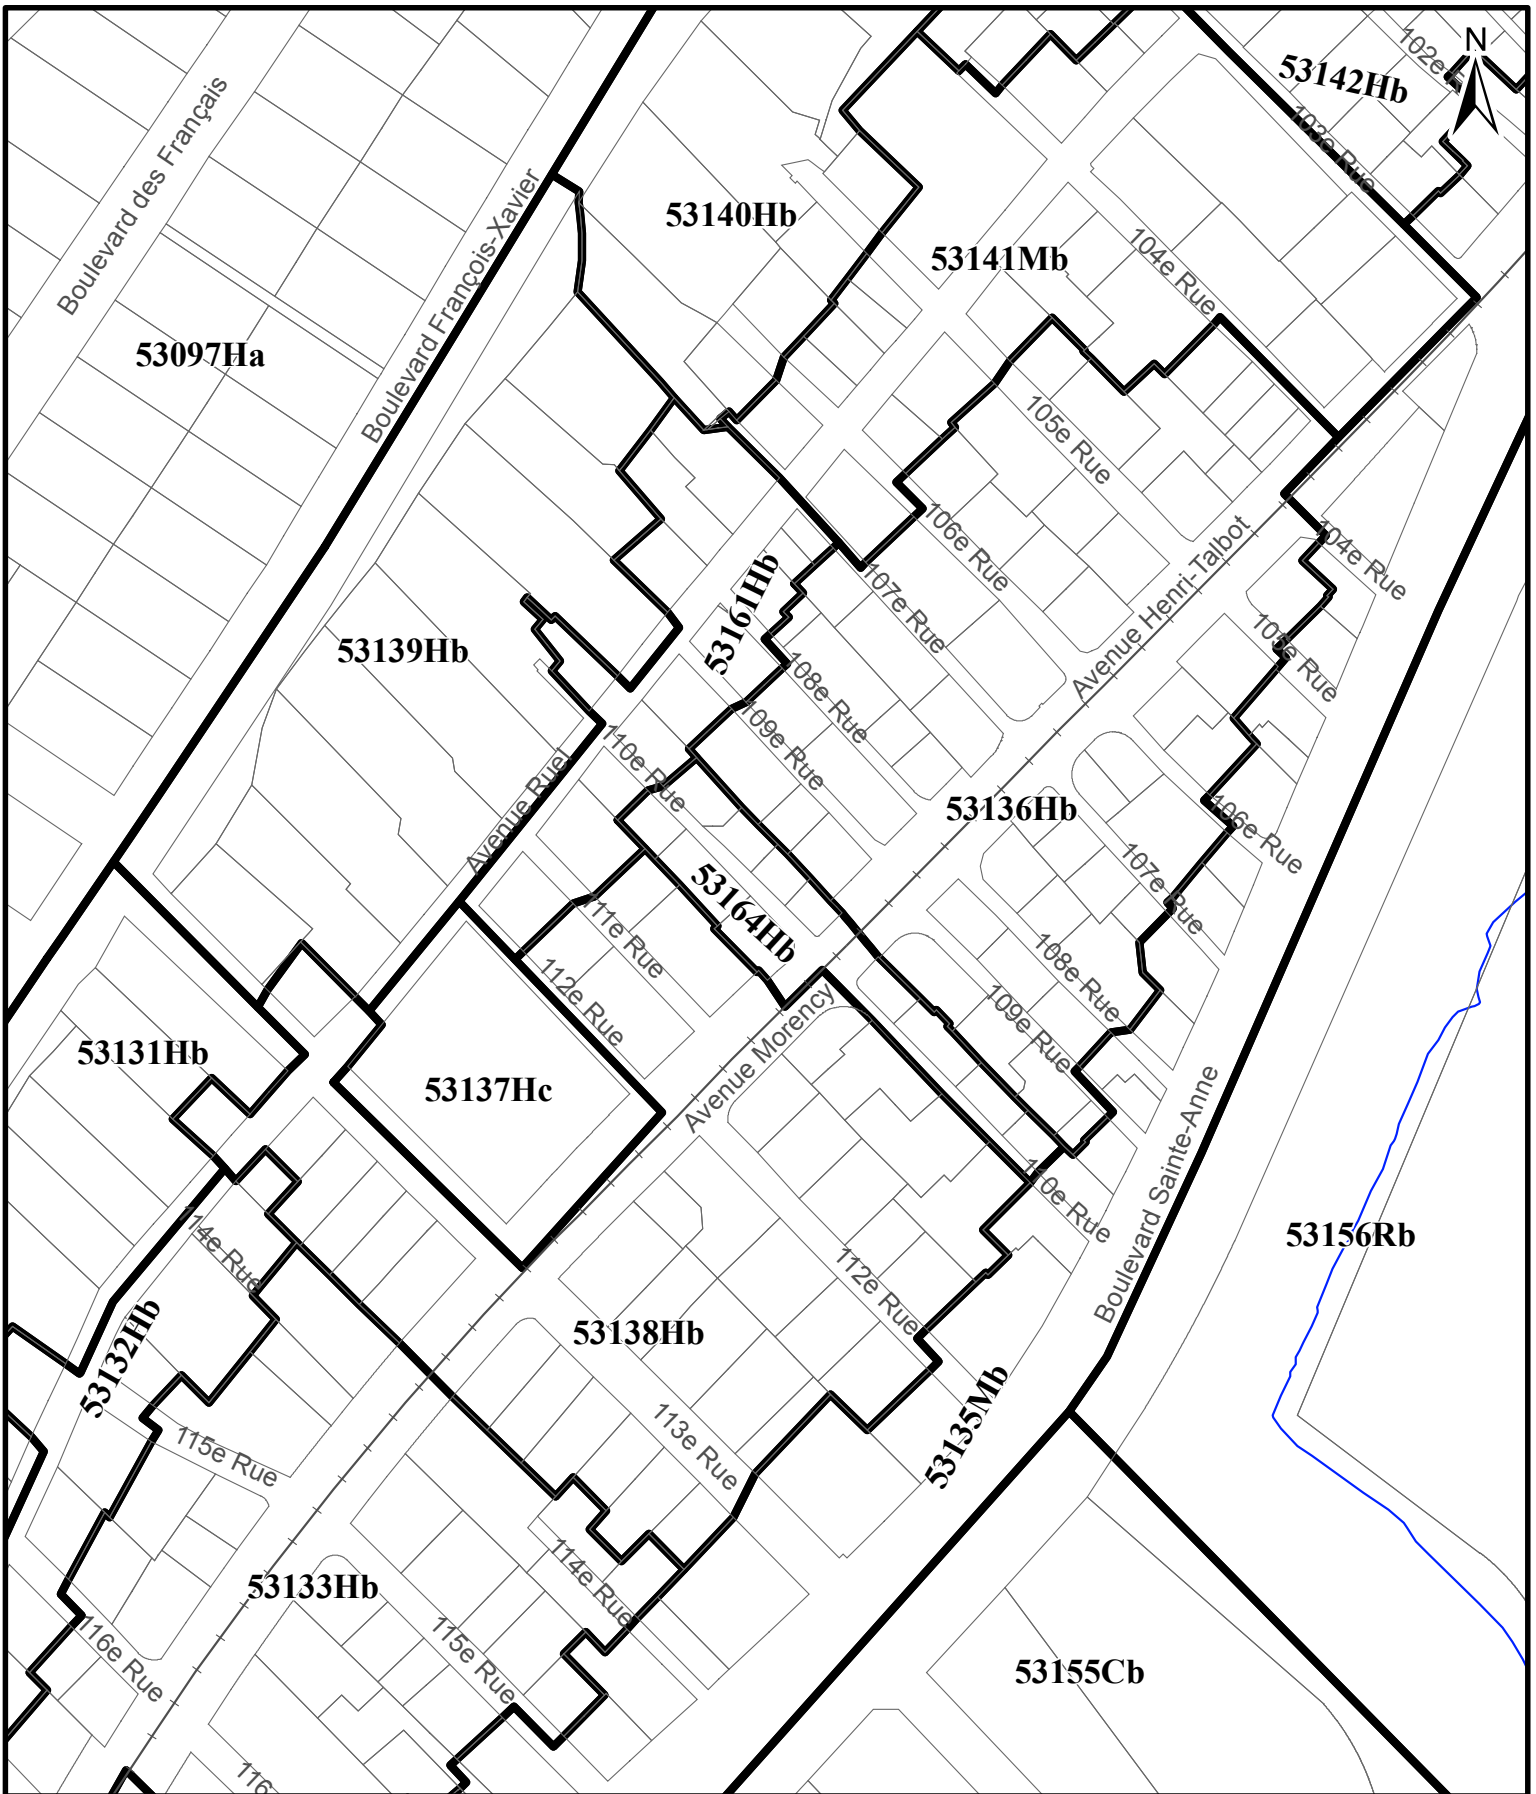 102e R
N
53142Hb
103e Rue
Boulevard des Français
Boulevard François-Xavier
53140Hb
53141Mb
104e Rue
53097Ha
105e Rue
106e Rue
104e Rue
Avenue Henri-Talbot
107e Rue
53161Hb
53139Hb
105e Rue
108e Rue
109e Rue
110e Rue
Avenue Ruel
53136Hb
106e Rue
107e Rue
53164Hb
111e Rue
108e Rue
112e Rue
109e Rue
53131Hb
53137Hc
Avenue Morency
Boulevard Sainte-Anne
110e Rue
53156Rb
114e Rue
112e Rue
53138Hb
53132Hb
53135Mb
113e Rue
115e Rue
53133Hb
114e Rue
116e Rue
115e Rue
53155Cb
116